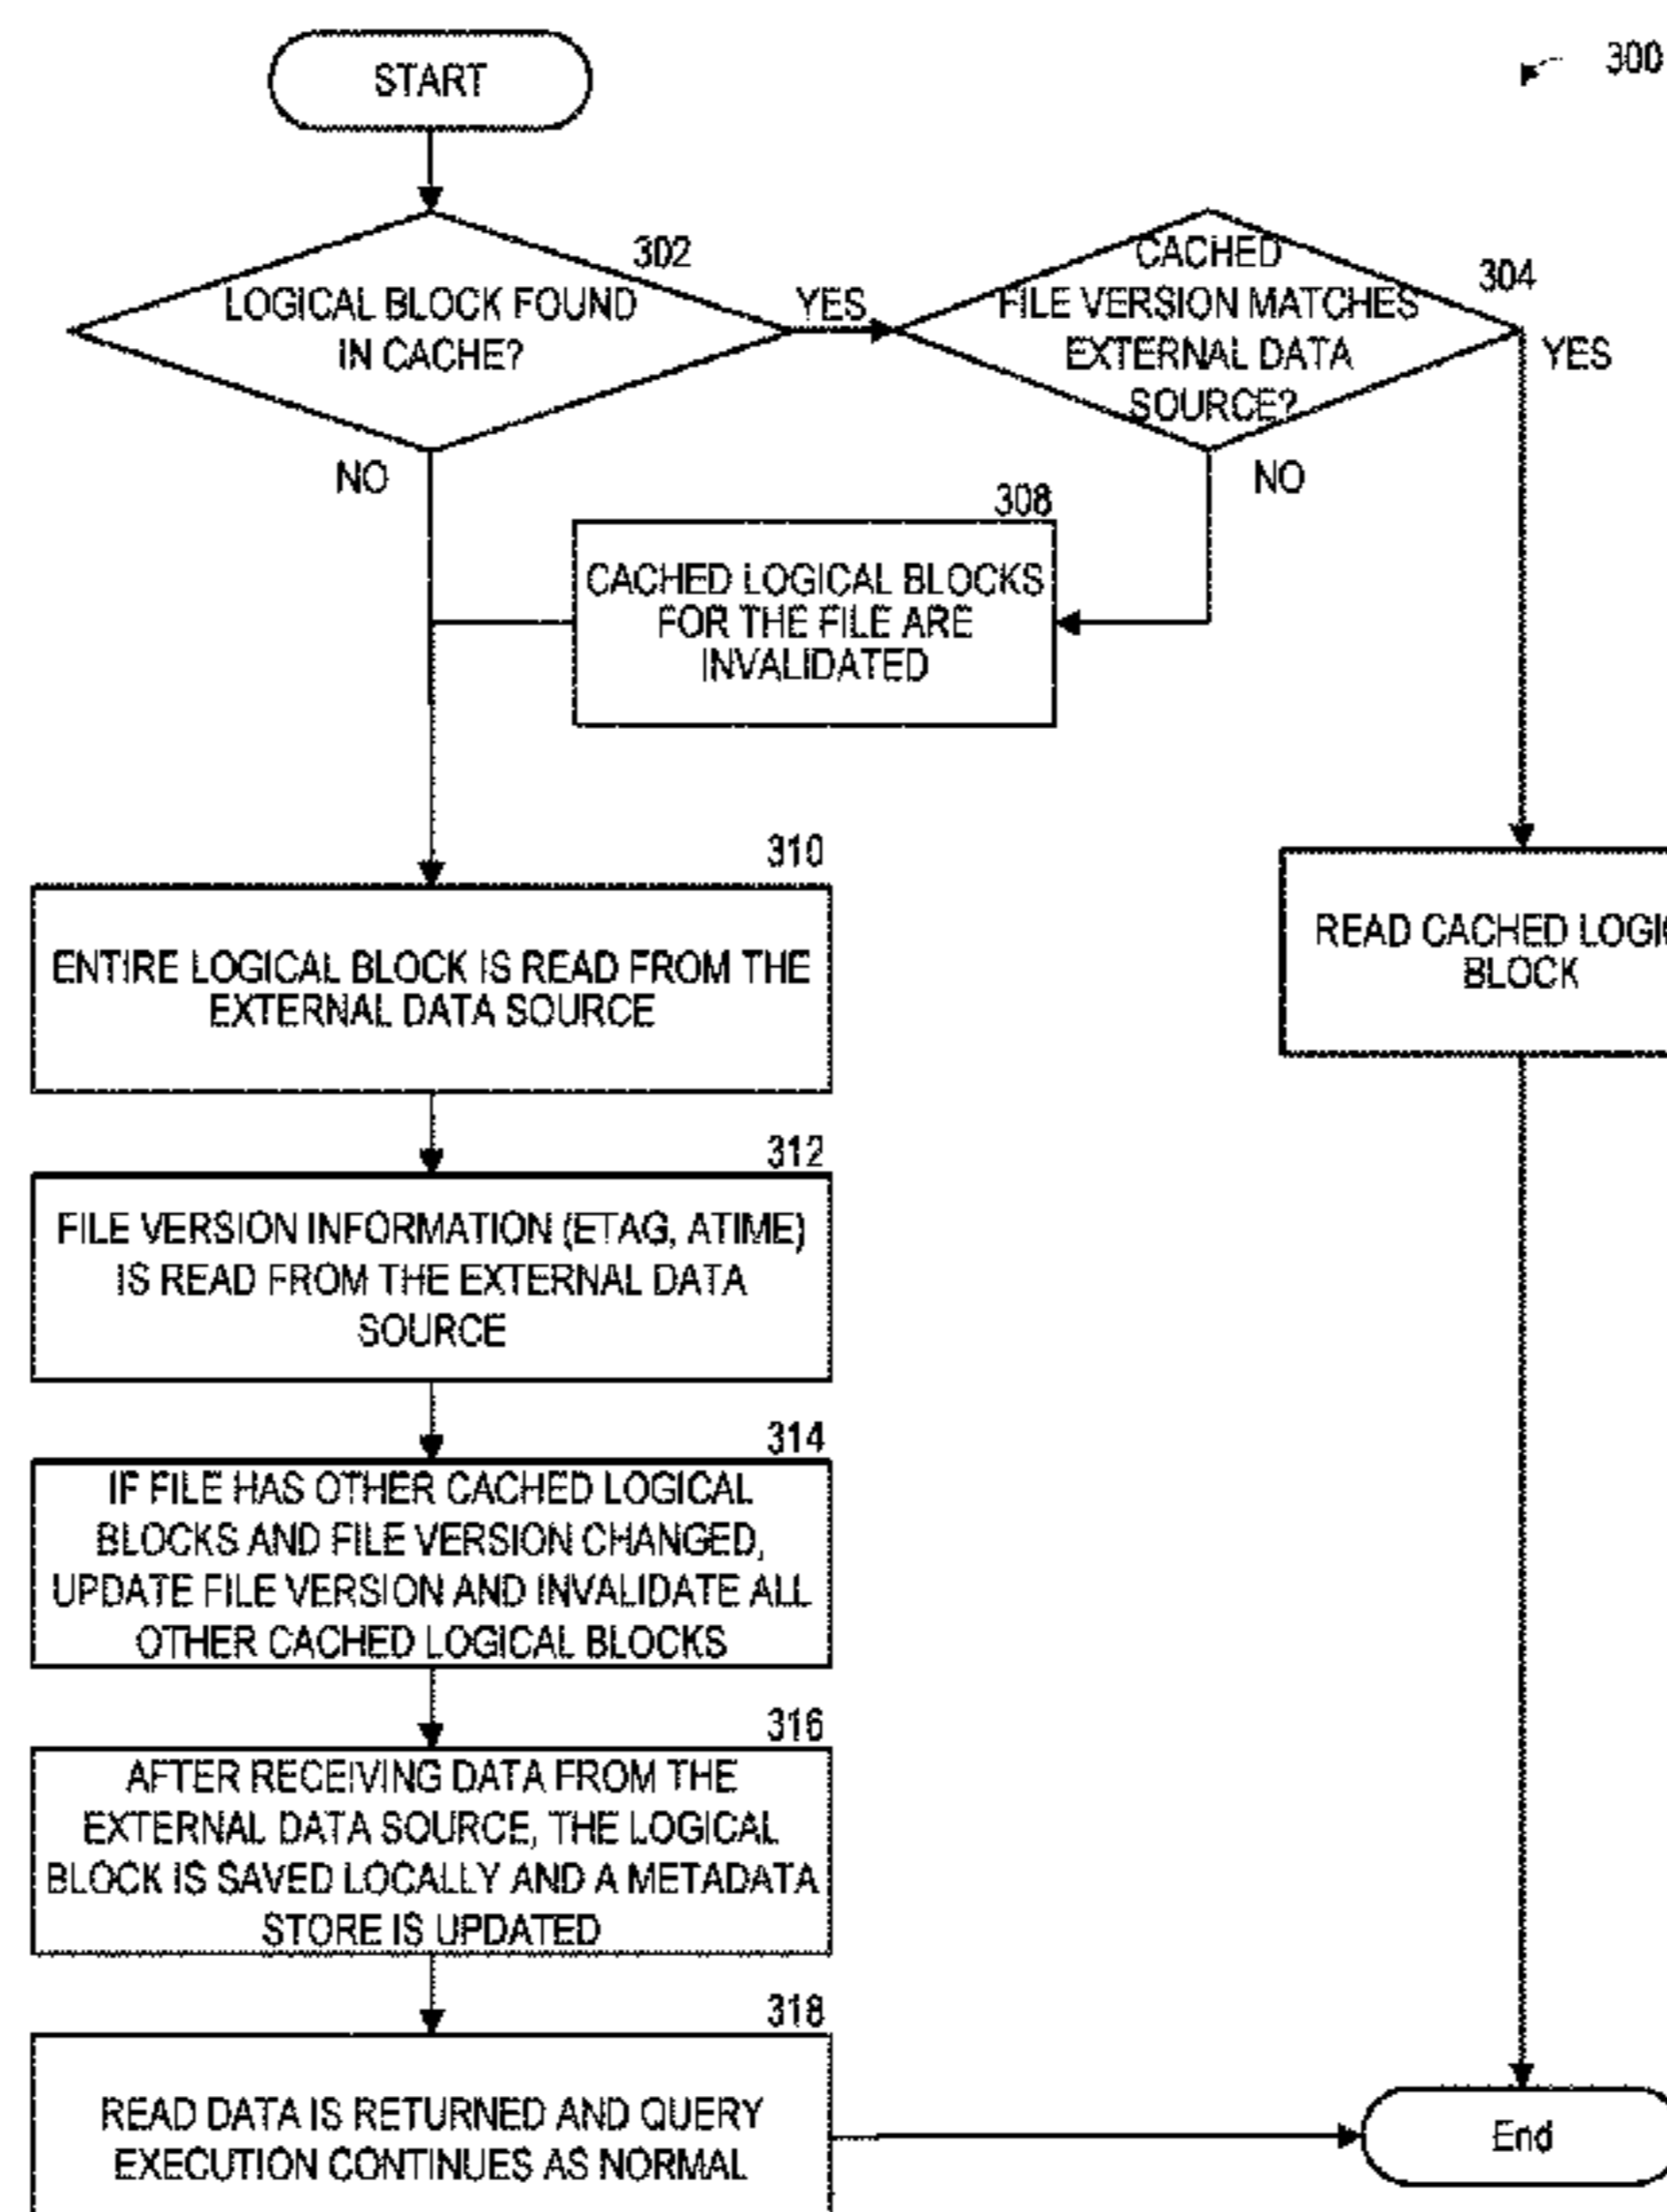 START
300
302
LOGICAL BLOCK FOUND
IN CACHE?
YES
CACHED
FILE VERSION MATCHES
EXTERNAL DATA
SOURCE?
304
YES
NO
NO
308
CACHED LOGICAL BLOCKS
FOR THE FILE ARE
INVALIDATED
310
ENTIRE LOGICAL BLOCK IS READ FROM THE
EXTERNAL DATA SOURCE
READ CACHED LOGI
BLOCK
312
FILE VERSION INFORMATION (ETAG, ATIME)
IS READ FROM THE EXTERNAL DATA
SOURCE
314
IF FILE HAS OTHER CACHED LOGICAL
BLOCKS AND FILE VERSION CHANGED,
UPDATE FILE VERSION AND INVALIDATE ALL
OTHER CACHED LOGICAL BLOCKS
316
AFTER RECEIVING DATA FROM THE
EXTERNAL DATA SOURCE, THE LOGICAL
BLOCK IS SAVED LOCALLY AND A METADATA
STORE IS UPDATED
318
READ DATA IS RETURNED AND QUERY
EXECUTION CONTINUES AS NORMAL
End